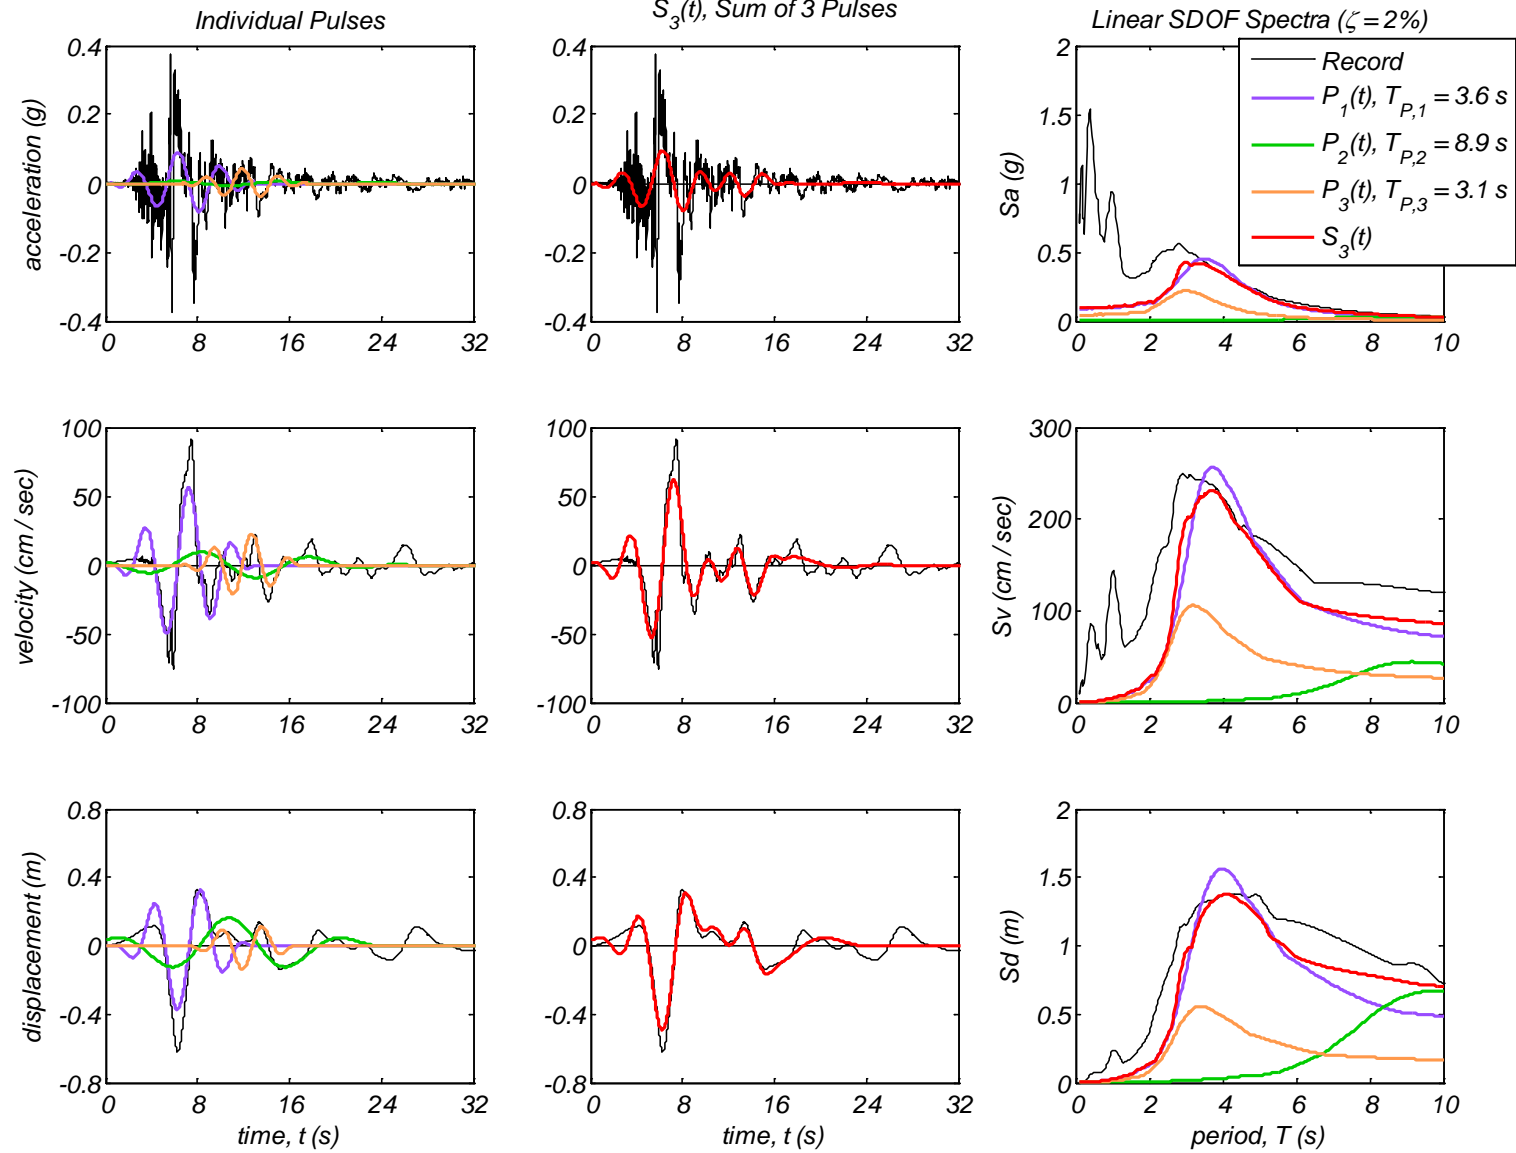 Individual Pulses
S3(t), Sum of 3 Pulses
Linear SDOF Spectra (ζ = 2%)
Record
P1(t), TP,1 = 3.6 s
P2(t), TP,2 = 8.9 s
P3(t), TP,3 = 3.1 s
S3(t)
acceleration (g)
0.4
0.2
0
-0.2
-0.4
0 8 16 24 32
0.4
0.2
0
-0.2
-0.4
0 8 16 24 32
Sa (g)
2
1.5
1
0.5
0
0 2 4 6 8 10
velocity (cm / sec)
100
50
0
-50
-100
0 8 16 24 32
100
50
0
-50
-100
0 8 16 24 32
Sv (cm / sec)
300
200
100
0
0 2 4 6 8 10
displacement (m)
0.8
0.4
0
-0.4
-0.8
0 8 16 24 32
time, t (s)
0.8
0.4
0
-0.4
-0.8
0 8 16 24 32
time, t (s)
Sd (m)
2
1.5
1
0.5
0
0 2 4 6 8 10
period, T (s)